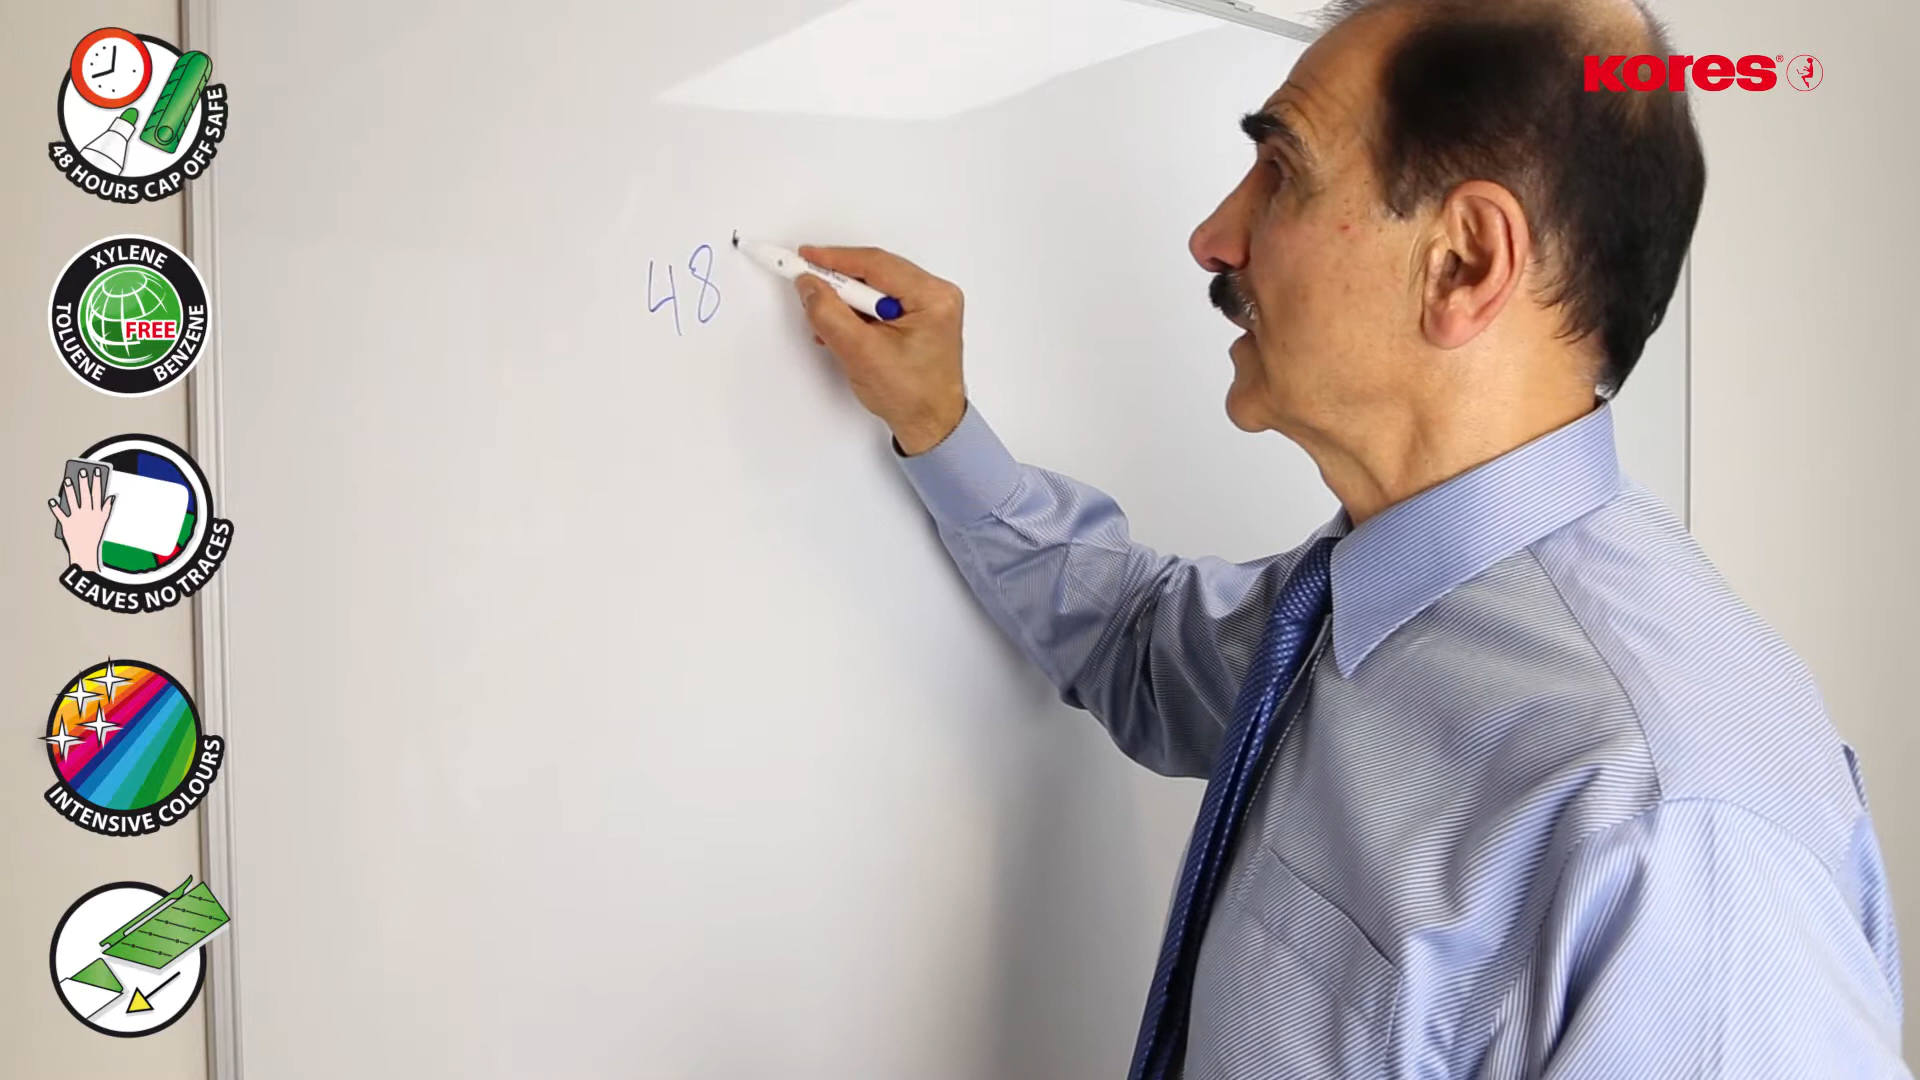 48 HOURS CAP OFF SAFE
kores®
XYLENE
TOLUENE
FREE
BENZENE
48
LEAVES NO TRACES
INTENSIVE COLOURS